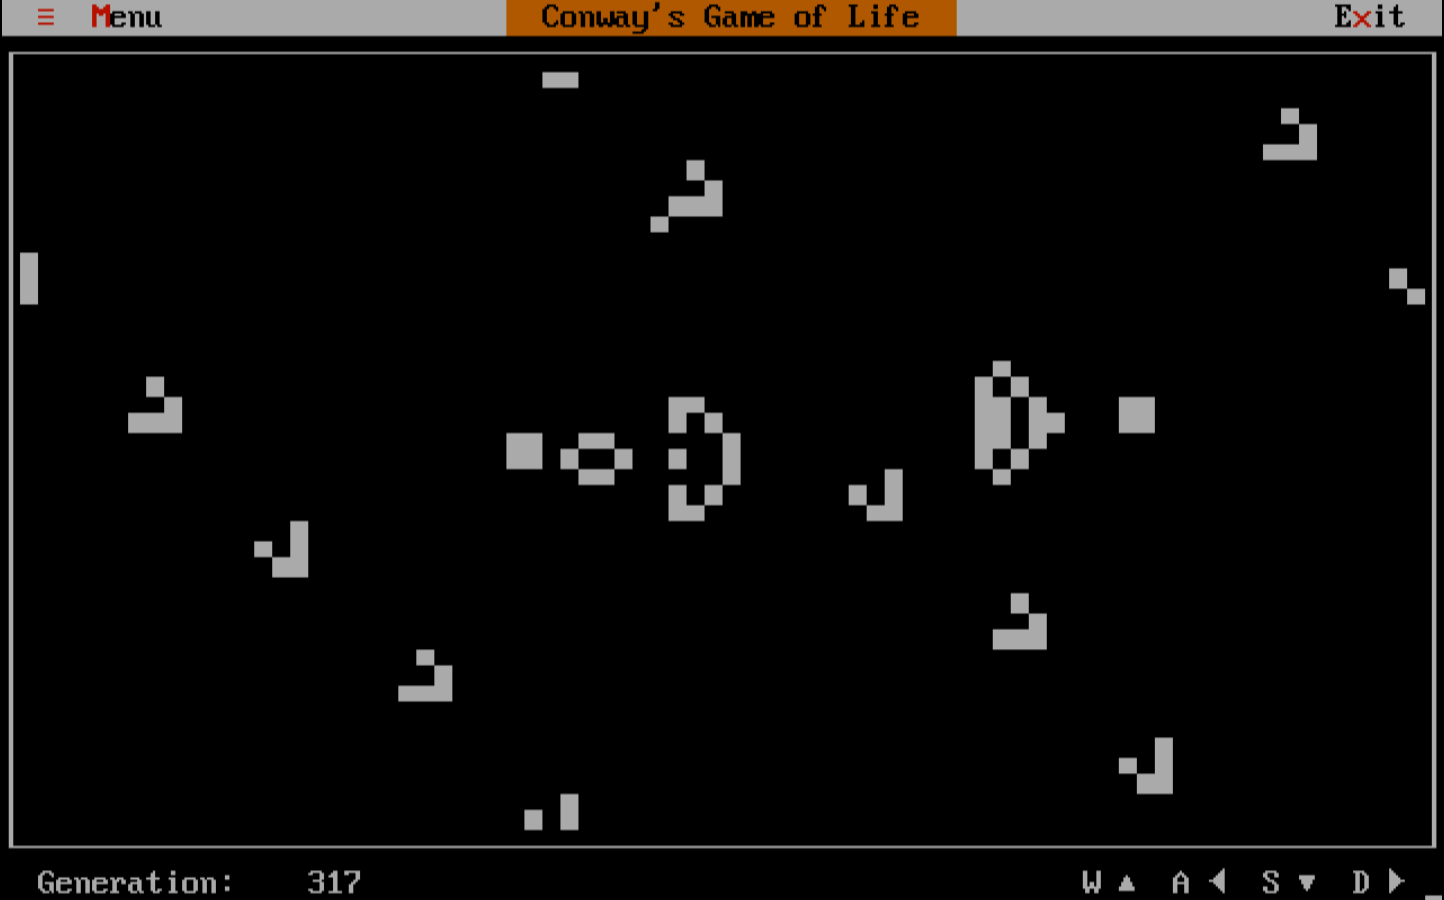 ≡ Menu Conway's Game of Life Exit
Generation: 317 W ▲ A ◀ S ▼ D ▶